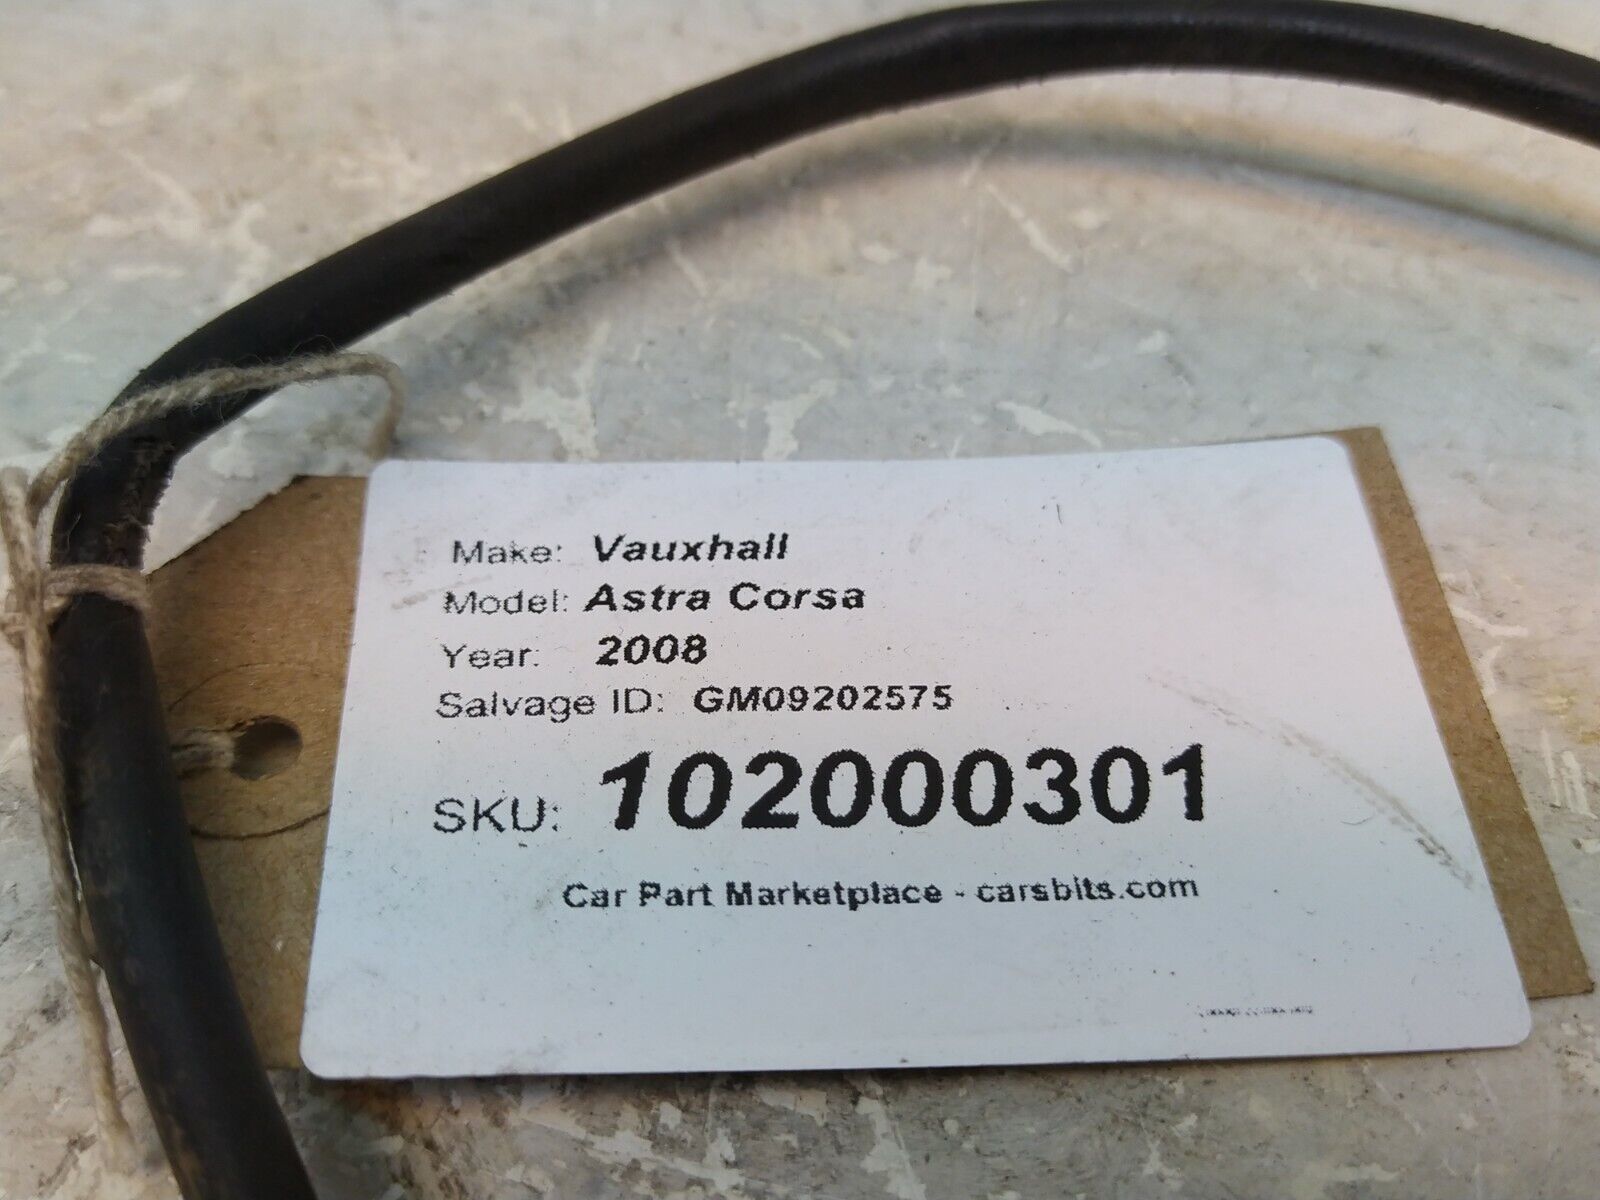 Make: Vauxhall
Model: Astra Corsa
Year: 2008
Salvage ID: GM09202575
SKU: 102000301
Car Part Marketplace - carsbits.com